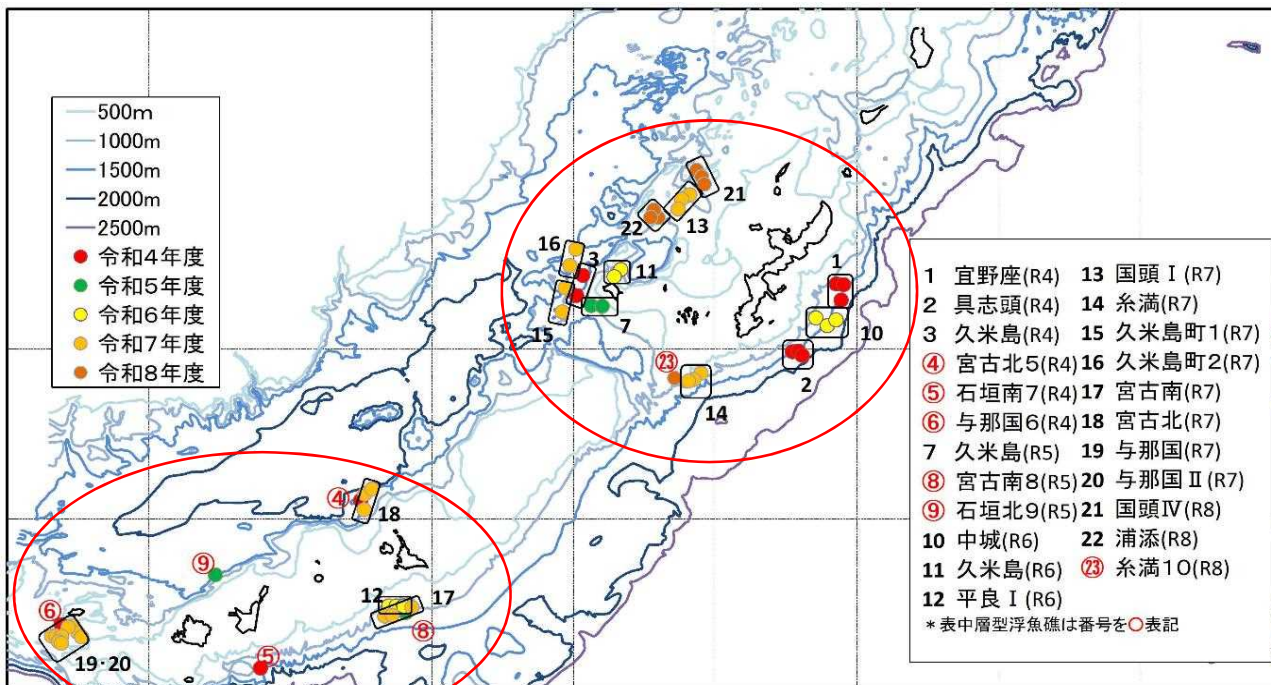 500m
1000m
1500m
2000m
2500m
令和4年度
令和5年度
令和6年度
令和7年度
令和8年度
21
22
13
16
3
11
1
15
7
10
㉓
2
14
④
18
⑨
⑥
12
17
⑧
19・20
⑤
1 宜野座(R4)
2 具志頭(R4)
3 久米島(R4)
④ 宮古北5(R4)
⑤ 石垣南7(R4)
⑥ 与那国6(R4)
7 久米島(R5)
⑧ 宮古南8(R5)
⑨ 石垣北9(R5)
10 中城(R6)
11 久米島(R6)
12 平良Ⅰ(R6)
13 国頭Ⅰ(R7)
14 糸満(R7)
15 久米島町1(R7)
16 久米島町2(R7)
17 宮古南(R7)
18 宮古北(R7)
19 与那国(R7)
20 与那国Ⅱ(R7)
21 国頭Ⅳ(R8)
22 浦添(R8)
㉓ 糸満10(R8)
*表中層型浮魚礁は番号を○表記